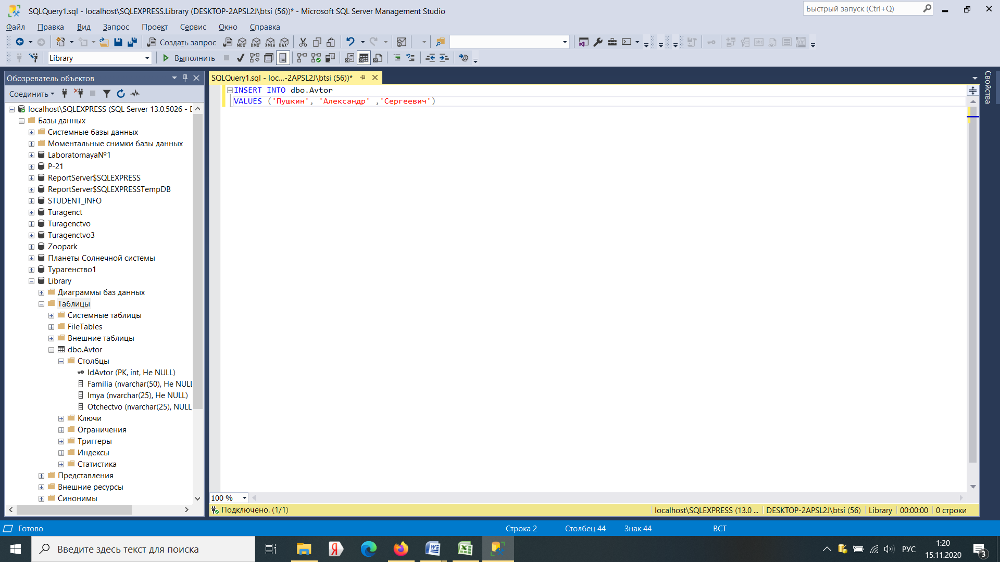 SQLQuery1.sql - localhost\SQLEXPRESS.Library (DESKTOP-2APSL2J\btsi (56))* - Microsoft SQL Server Management Studio
Быстрый запуск (Ctrl+Q)
Файл Правка Вид Запрос Проект Сервис Окно Справка
Создать запрос
Library
Выполнить
Обозреватель объектов
SQLQuery1.sql - loc...-2APSL2J\btsi (56))*
Свойства
Соединить
INSERT INTO dbo.Avtor
VALUES ('Пушкин', 'Александр' ,'Сергеевич')
localhost\SQLEXPRESS (SQL Server 13.0.5026 -
Базы данных
Системные базы данных
Моментальные снимки базы данных
Laboratornaya№1
P-21
ReportServer$SQLEXPRESS
ReportServer$SQLEXPRESSTempDB
STUDENT_INFO
Turagenct
Turagenctvo
Turagenctvo3
Zoopark
Планеты Солнечной системы
Турагенство1
Library
Диаграммы баз данных
Таблицы
Системные таблицы
FileTables
Внешние таблицы
dbo.Avtor
Столбцы
IdAvtor (PK, int, Не NULL)
Familia (nvarchar(50), Не NULL
Imya (nvarchar(25), Не NULL)
Otchectvo (nvarchar(25), NULL)
Ключи
Ограничения
Триггеры
Индексы
Статистика
Представления
Внешние ресурсы
Синонимы
100 %
Подключено. (1/1)
localhost\SQLEXPRESS (13.0 ... DESKTOP-2APSL2J\btsi (56) Library 00:00:00 0 строки
Готово
Строка 2 Столбец 44 Знак 44 ВСТ
Введите здесь текст для поиска
РУС
1:20
15.11.2020
3